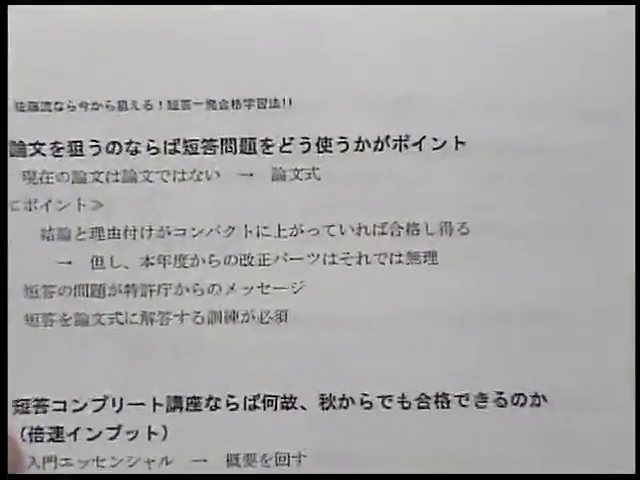 佐藤流なら今から狙える！短答一発合格学習法!!
論文を狙うのならば短答問題をどう使うかがポイント
現在の論文は論文ではない → 論文式
≪ポイント≫
結論と理由付けがコンパクトに上がっていれば合格し得る
→ 但し、本年度からの改正パーツはそれでは無理
短答の問題が特許庁からのメッセージ
短答を論文式に解答する訓練が必須
短答コンプリート講座ならば何故、秋からでも合格できるのか
（倍速インプット）
入門エッセンシャル → 概要を回す